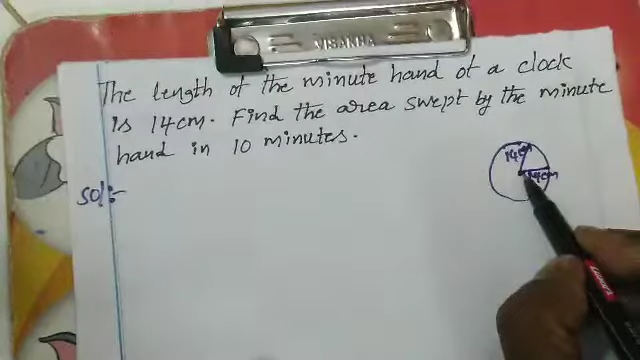 VISAKHA
The length of the minute hand of a clock
is 14cm. Find the area swept by the minute
hand in 10 minutes.
14cm
14cm
Sol:-